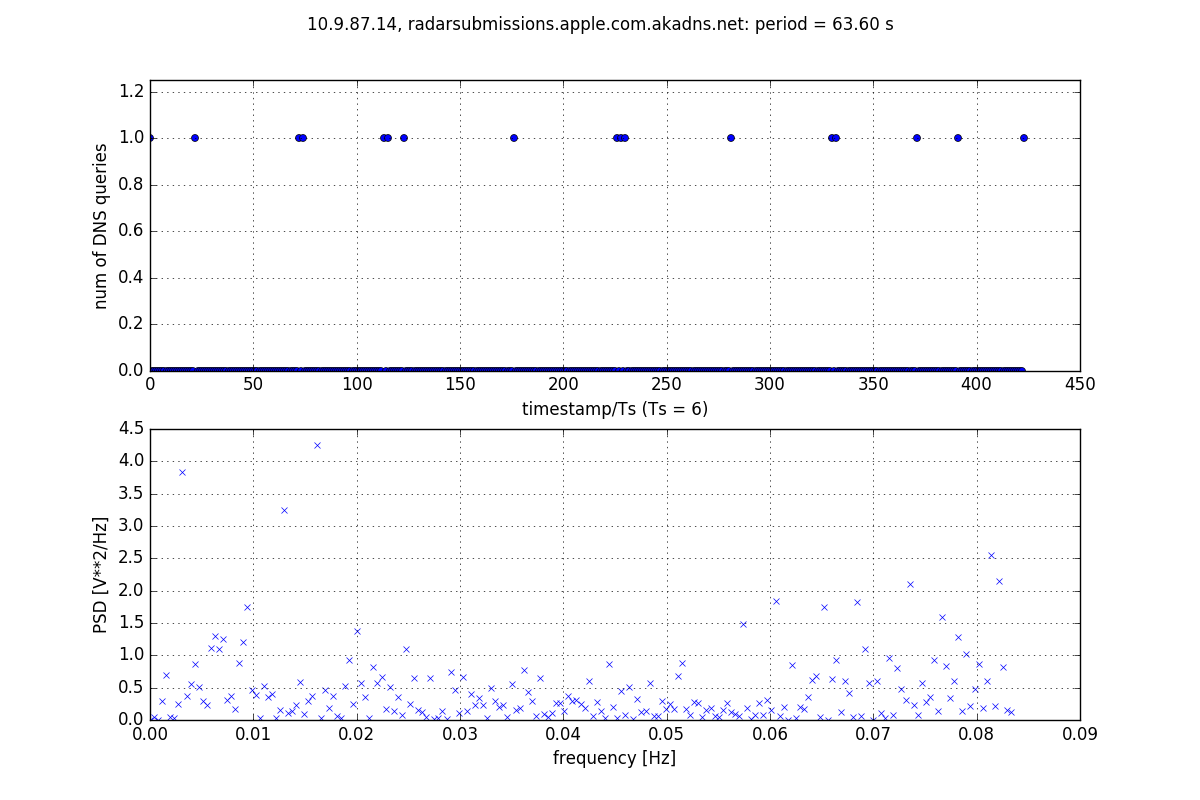 10.9.87.14, radarsubmissions.apple.com.akadns.net: period = 63.60 s
1.2
1.0
0.8
0.6
0.4
0.2
0.0
num of DNS queries
0 50 100 150 200 250 300 350 400 450
timestamp/Ts (Ts = 6)
4.5
4.0
3.5
3.0
2.5
2.0
1.5
1.0
0.5
0.0
PSD [V**2/Hz]
0.00 0.01 0.02 0.03 0.04 0.05 0.06 0.07 0.08 0.09
frequency [Hz]